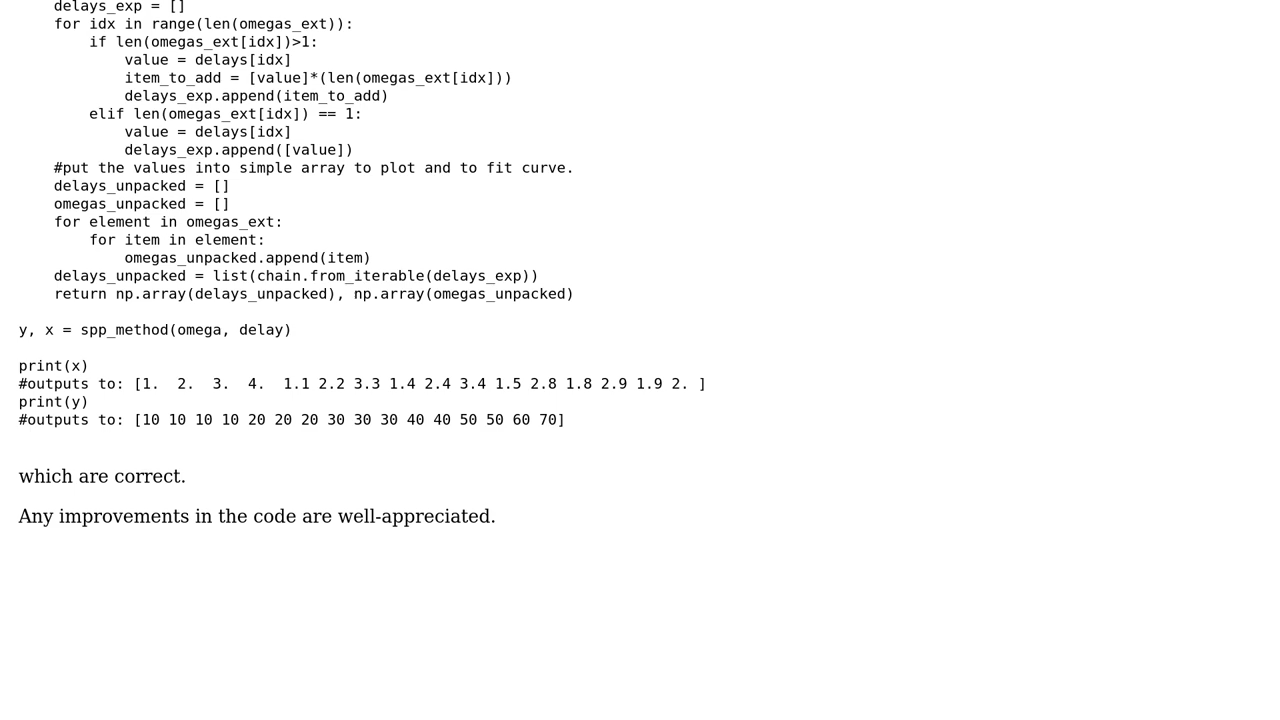 delays_exp = []
    for idx in range(len(omegas_ext)):
        if len(omegas_ext[idx])>1:
            value = delays[idx]
            item_to_add = [value]*(len(omegas_ext[idx]))
            delays_exp.append(item_to_add)
        elif len(omegas_ext[idx]) == 1:
            value = delays[idx]
            delays_exp.append([value])
    #put the values into simple array to plot and to fit curve.
    delays_unpacked = []
    omegas_unpacked = []
    for element in omegas_ext:
        for item in element:
            omegas_unpacked.append(item)
    delays_unpacked = list(chain.from_iterable(delays_exp))
    return np.array(delays_unpacked), np.array(omegas_unpacked)

y, x = spp_method(omega, delay)

print(x)
#outputs to: [1.  2.  3.  4.  1.1 2.2 3.3 1.4 2.4 3.4 1.5 2.8 1.8 2.9 1.9 2. ]
print(y)
#outputs to: [10 10 10 10 20 20 20 30 30 30 40 40 50 50 60 70]

which are correct.
Any improvements in the code are well-appreciated.